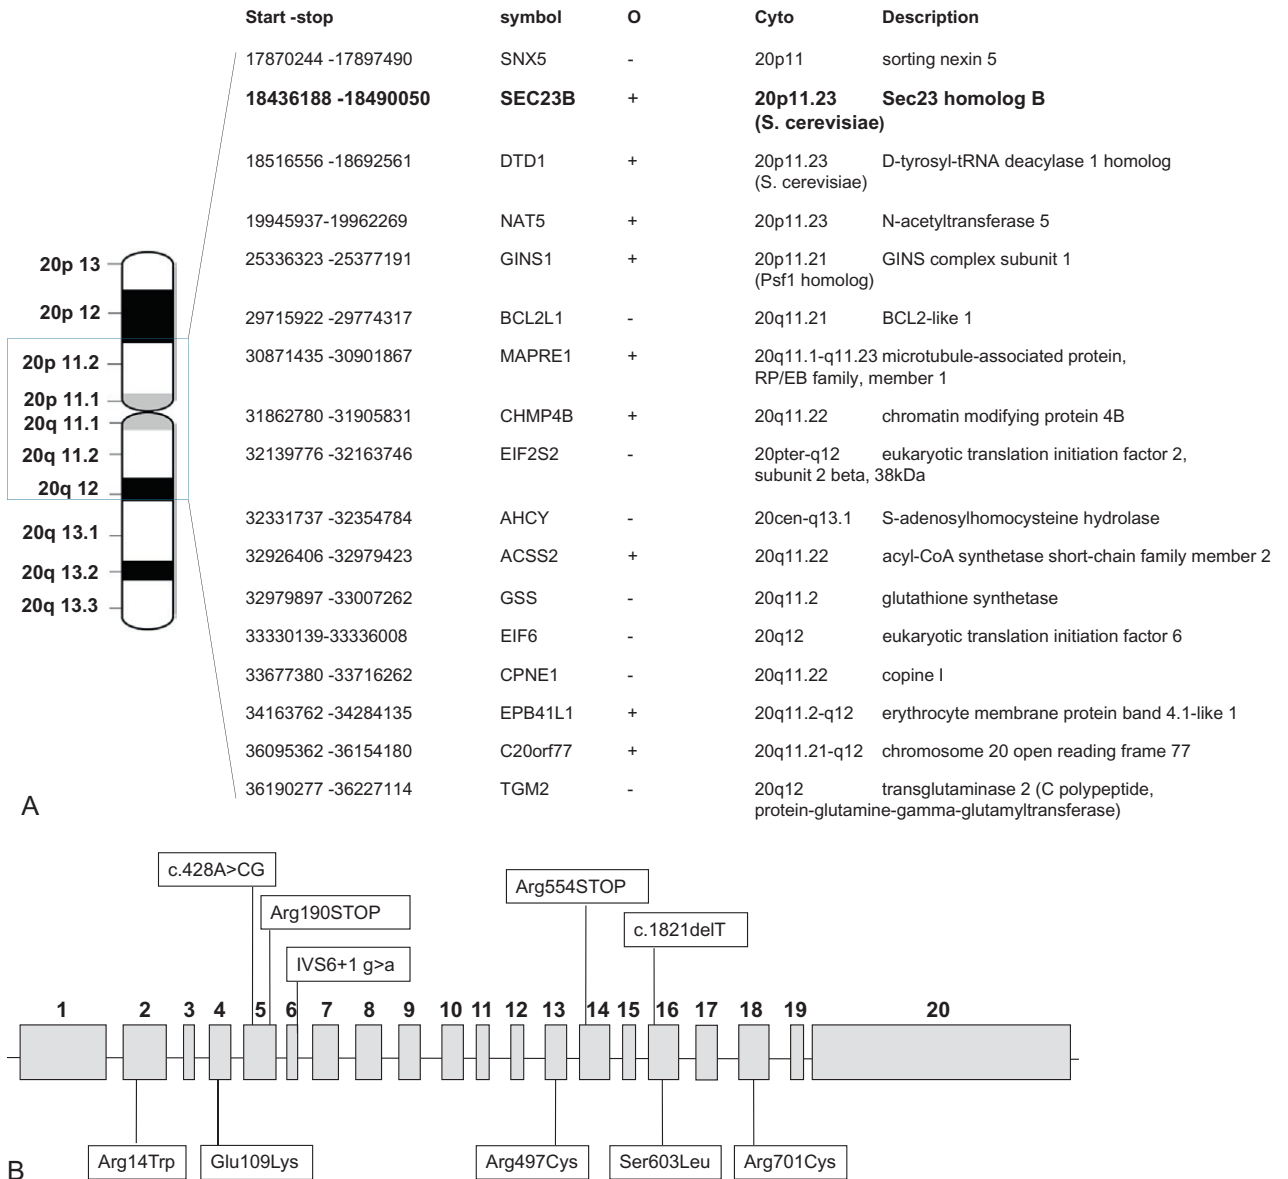 Start -stop symbol O Cyto Description
17870244 -17897490 SNX5 - 20p11 sorting nexin 5
18436188 -18490050 SEC23B + 20p11.23 Sec23 homolog B
(S. cerevisiae)
18516556 -18692561 DTD1 + 20p11.23 D-tyrosyl-tRNA deacylase 1 homolog
(S. cerevisiae)
19945937-19962269 NAT5 + 20p11.23 N-acetyltransferase 5
25336323 -25377191 GINS1 + 20p11.21 GINS complex subunit 1
(Psf1 homolog)
29715922 -29774317 BCL2L1 - 20q11.21 BCL2-like 1
30871435 -30901867 MAPRE1 + 20q11.1-q11.23 microtubule-associated protein,
RP/EB family, member 1
31862780 -31905831 CHMP4B + 20q11.22 chromatin modifying protein 4B
32139776 -32163746 EIF2S2 - 20pter-q12 eukaryotic translation initiation factor 2,
subunit 2 beta, 38kDa
32331737 -32354784 AHCY - 20cen-q13.1 S-adenosylhomocysteine hydrolase
32926406 -32979423 ACSS2 + 20q11.22 acyl-CoA synthetase short-chain family member 2
32979897 -33007262 GSS - 20q11.2 glutathione synthetase
33330139-33336008 EIF6 - 20q12 eukaryotic translation initiation factor 6
33677380 -33716262 CPNE1 - 20q11.22 copine I
34163762 -34284135 EPB41L1 + 20q11.2-q12 erythrocyte membrane protein band 4.1-like 1
36095362 -36154180 C20orf77 + 20q11.21-q12 chromosome 20 open reading frame 77
36190277 -36227114 TGM2 - 20q12 transglutaminase 2 (C polypeptide,
protein-glutamine-gamma-glutamyltransferase)
20p 13
20p 12
20p 11.2
20p 11.1
20q 11.1
20q 11.2
20q 12
20q 13.1
20q 13.2
20q 13.3
A
c.428A>CG
Arg190STOP
IVS6+1 g>a
Arg554STOP
c.1821delT
1 2 3 4 5 6 7 8 9 10 11 12 13 14 15 16 17 18 19 20
Arg14Trp Glu109Lys Arg497Cys Ser603Leu Arg701Cys
B